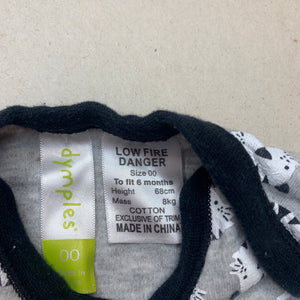 dymples
00
LOW FIRE
DANGER
Size 00
To fit 6 months
Height 68cm
Mass 8kg
COTTON
EXCLUSIVE OF TRIM
MADE IN CHINA